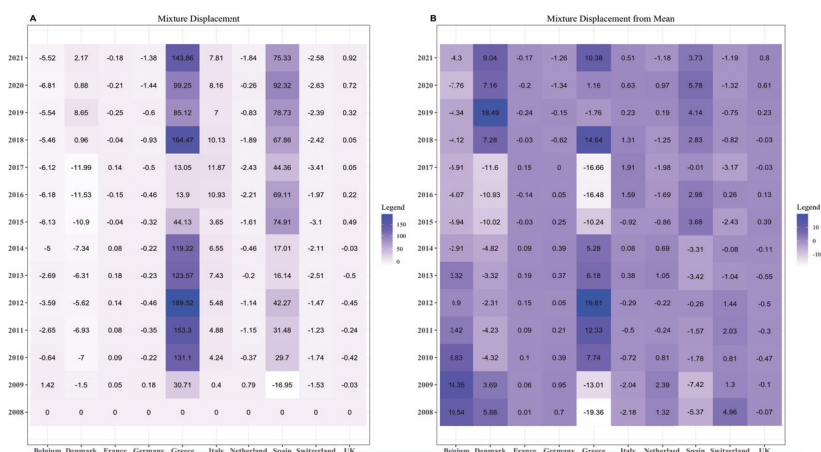 A Mixture Displacement
2021 -5.52 2.17 -0.18 -1.38 143.86 7.81 -1.84 75.33 -2.58 0.92
2020 -6.81 0.88 -0.21 -1.44 99.25 8.16 -0.26 92.32 -2.63 0.72
2019 -5.54 8.65 -0.25 -0.6 85.12 7 -0.83 78.73 -2.39 0.32
2018 -5.46 0.96 -0.04 -0.93 164.47 10.13 -1.89 67.86 -2.42 0.05
2017 -6.12 -11.99 0.14 -0.5 13.05 11.87 -2.43 44.36 -3.41 0.05
2016 -6.18 -11.53 -0.15 -0.46 13.9 10.93 -2.21 69.11 -1.97 0.22
2015 -6.13 -10.9 -0.04 -0.32 44.13 3.65 -1.61 74.91 -3.1 0.49
2014 -5 -7.34 0.08 -0.22 119.22 6.55 -0.46 17.01 -2.11 -0.03
2013 -2.69 -6.31 0.18 -0.23 123.57 7.43 -0.2 16.14 -2.51 -0.5
2012 -3.59 -5.62 0.14 -0.46 189.52 5.48 -1.14 42.27 -1.47 -0.45
2011 -2.65 -6.93 0.08 -0.35 153.3 4.88 -1.15 31.48 -1.23 -0.24
2010 -0.64 -7 0.09 -0.22 131.1 4.24 -0.37 29.7 -1.74 -0.42
2009 1.42 -1.5 0.05 0.18 30.71 0.4 0.79 -16.95 -1.53 -0.03
2008 0 0 0 0 0 0 0 0 0 0
Belgium Denmark France Germany Greece Italy Netherland Spain Switzerland UK
Legend
150
100
50
0
B Mixture Displacement from Mean
2021 -4.3 9.04 -0.17 -1.26 10.38 0.51 -1.18 3.73 -1.19 0.8
2020 -7.76 7.16 -0.2 -1.34 1.16 0.63 0.97 5.78 -1.32 0.61
2019 -4.34 18.49 -0.24 -0.15 -1.76 0.23 0.19 4.14 -0.75 0.23
2018 -4.12 7.28 -0.03 -0.62 14.64 1.31 -1.25 2.83 -0.82 -0.03
2017 -5.91 -11.6 0.15 0 -16.66 1.91 -1.98 -0.01 -3.17 -0.03
2016 -4.07 -10.93 -0.14 0.05 -16.48 1.59 -1.69 2.98 0.26 0.13
2015 -5.94 -10.02 -0.03 0.25 -10.24 -0.92 -0.86 3.68 -2.43 0.39
2014 -2.91 -4.82 0.09 0.39 5.28 0.08 0.69 -3.31 -0.08 -0.11
2013 -3.32 0.19 0.37 6.18 0.38 1.05 -3.42 -1.04 -0.55
2012 -2.31 0.15 0.05 19.81 -0.29 -0.22 -0.26 1.44 -0.5
2011 -4.23 0.09 0.21 12.33 -0.5 -0.24 -1.57 2.03 -0.3
2010 -4.32 0.1 0.39 7.74 -0.72 0.81 -1.78 0.81 -0.47
2009 14.35 3.69 0.06 0.95 -13.01 -2.04 2.39 -7.42 1.3 -0.1
2008 5.88 0.01 0.7 -19.36 -2.18 1.32 -5.37 4.96 -0.07
Belgium Denmark France Germany Greece Italy Netherland Spain Switzerland UK
Legend
10
0
-10